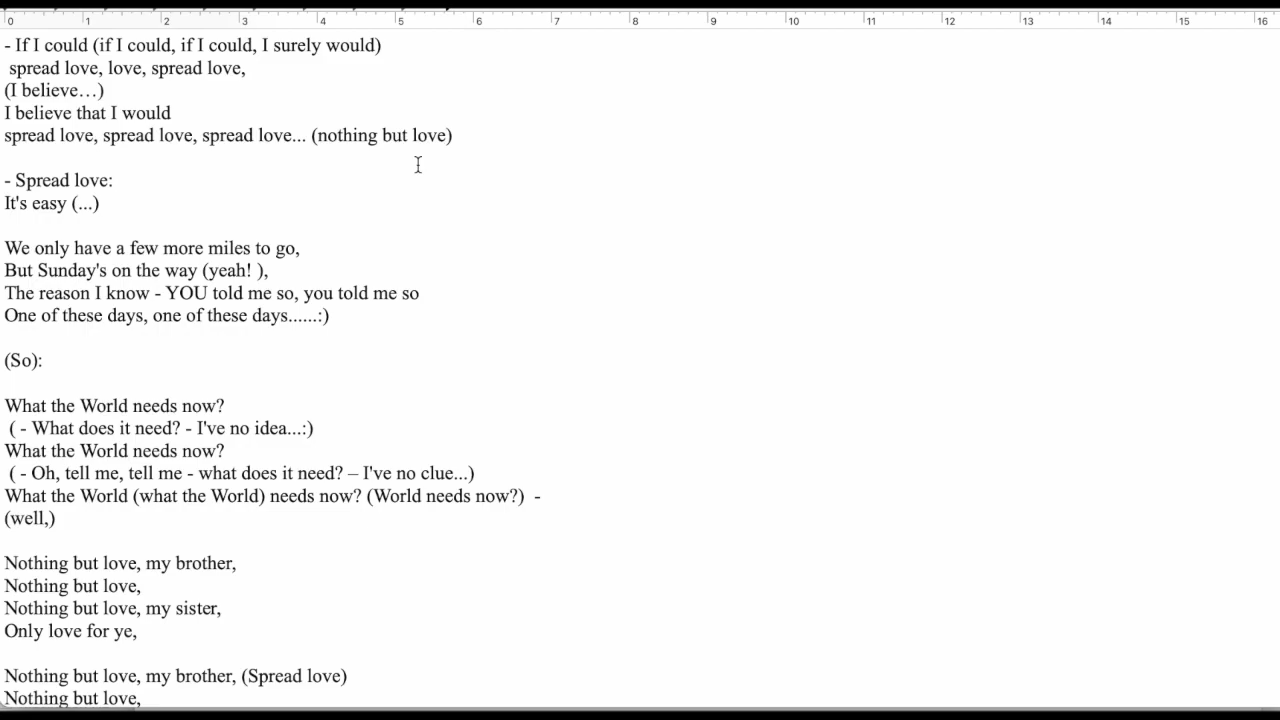 0 1 2 3 4 5 6 7 8 9 10 11 12 13 14 15 16
- If I could (if I could, if I could, I surely would)
spread love, love, spread love,
(I believe…)
I believe that I would
spread love, spread love, spread love... (nothing but love)
- Spread love:
It's easy (...)
We only have a few more miles to go,
But Sunday's on the way (yeah! ),
The reason I know - YOU told me so, you told me so
One of these days, one of these days......:)
(So):
What the World needs now?
( - What does it need? - I've no idea...:)
What the World needs now?
( - Oh, tell me, tell me - what does it need? – I've no clue...)
What the World (what the World) needs now? (World needs now?)  -
(well,)
Nothing but love, my brother,
Nothing but love,
Nothing but love, my sister,
Only love for ye,
Nothing but love, my brother, (Spread love)
Nothing but love,